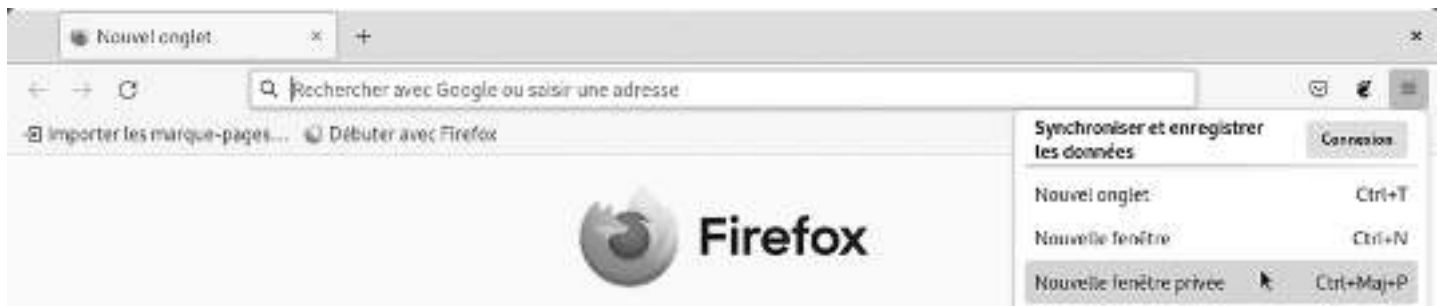 Nouvel onglet
Rechercher avec Google ou saisir une adresse
Importer les marque-pages... Débuter avec Firefox
Synchroniser et enregistrer
les données
Connexion
Nouvel onglet Ctrl+T
Firefox
Nouvelle fenêtre Ctrl+N
Nouvelle fenêtre privée Ctrl+Maj+P